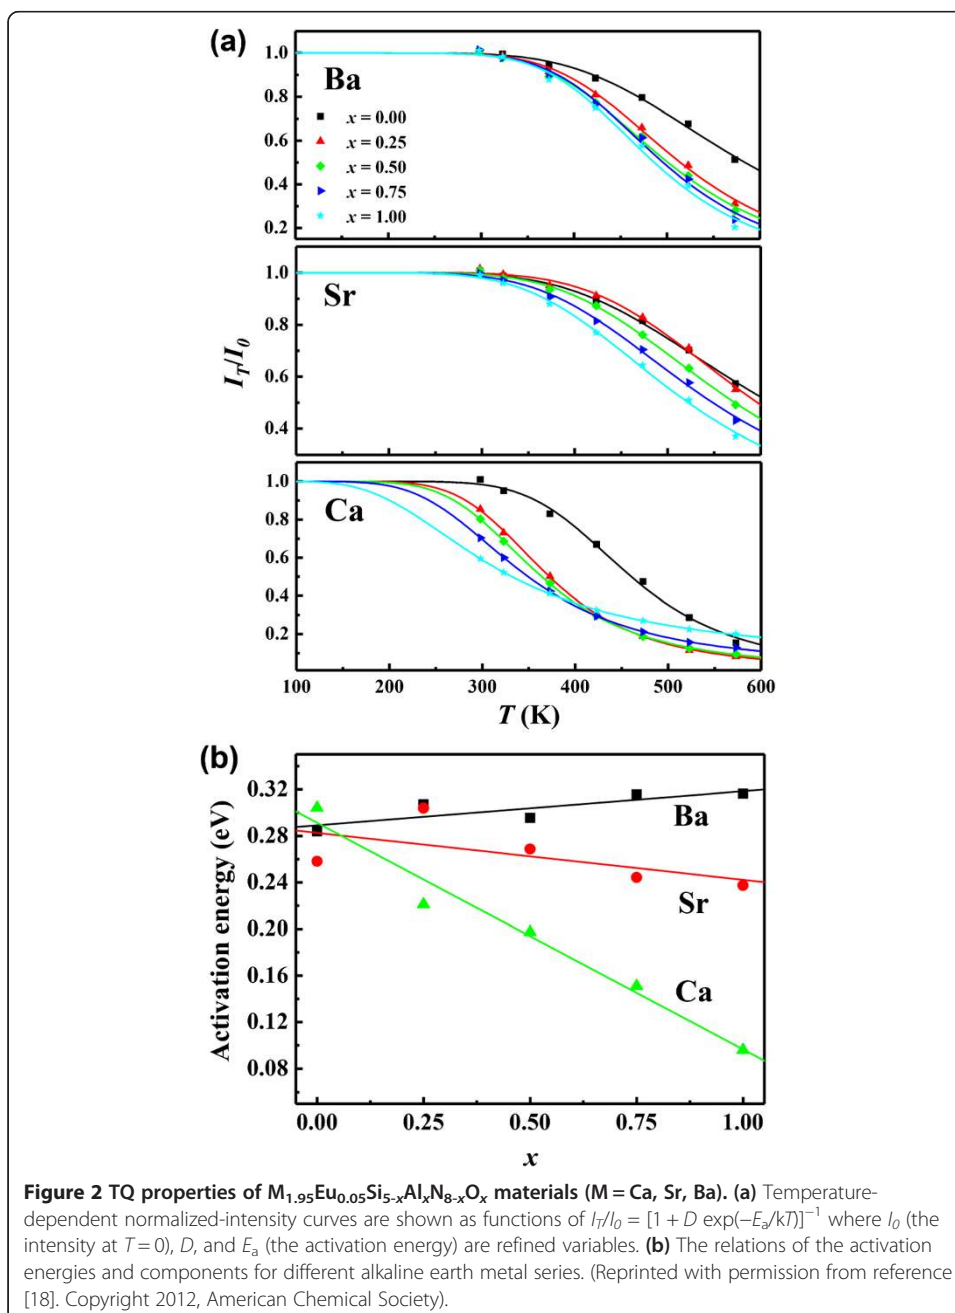 (a)
1.0
Ba
0.8
x = 0.00
x = 0.25
0.6
x = 0.50
0.4
x = 0.75
x = 1.00
0.2
1.0
Sr
0.8
0.6
0.4
I_T/I_0
1.0
Ca
0.8
0.6
0.4
0.2
100 200 300 400 500 600
T (K)
(b)
0.32
0.28
0.24
0.20
0.16
0.12
0.08
Activation energy (eV)
Ba
Sr
Ca
0.00 0.25 0.50 0.75 1.00
x
Figure 2 TQ properties of M1.95Eu0.05Si5-xAlxN8-xOx materials (M = Ca, Sr, Ba). (a) Temperature-
dependent normalized-intensity curves are shown as functions of I_T/I_0 = [1 + D exp(−E_a/kT)]^−1 where I_0 (the
intensity at T = 0), D, and E_a (the activation energy) are refined variables. (b) The relations of the activation
energies and components for different alkaline earth metal series. (Reprinted with permission from reference
[18]. Copyright 2012, American Chemical Society).